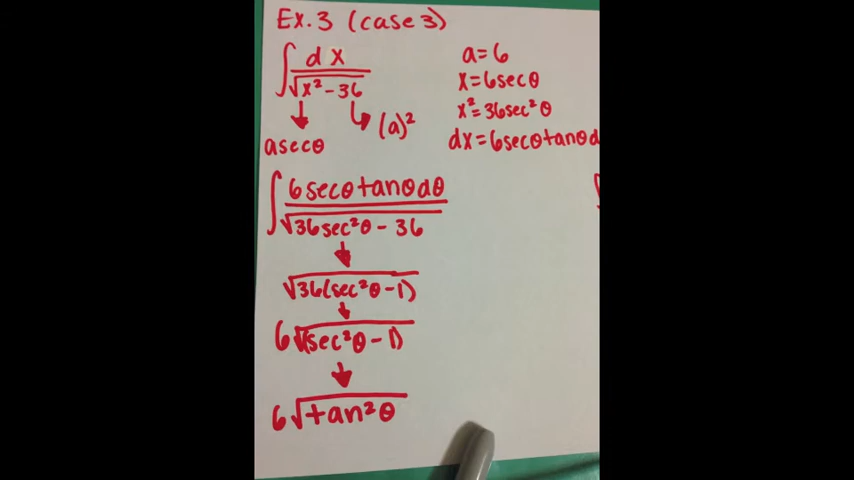 Ex. 3 (case 3)
∫ dx / √(x² - 36)
asecθ
(a)²
a = 6
x = 6secθ
x² = 36sec²θ
dx = 6secθtanθd
∫ 6secθtanθdθ / √(36sec²θ - 36)
√(36(sec²θ - 1))
6√(sec²θ - 1)
6√(tan²θ)